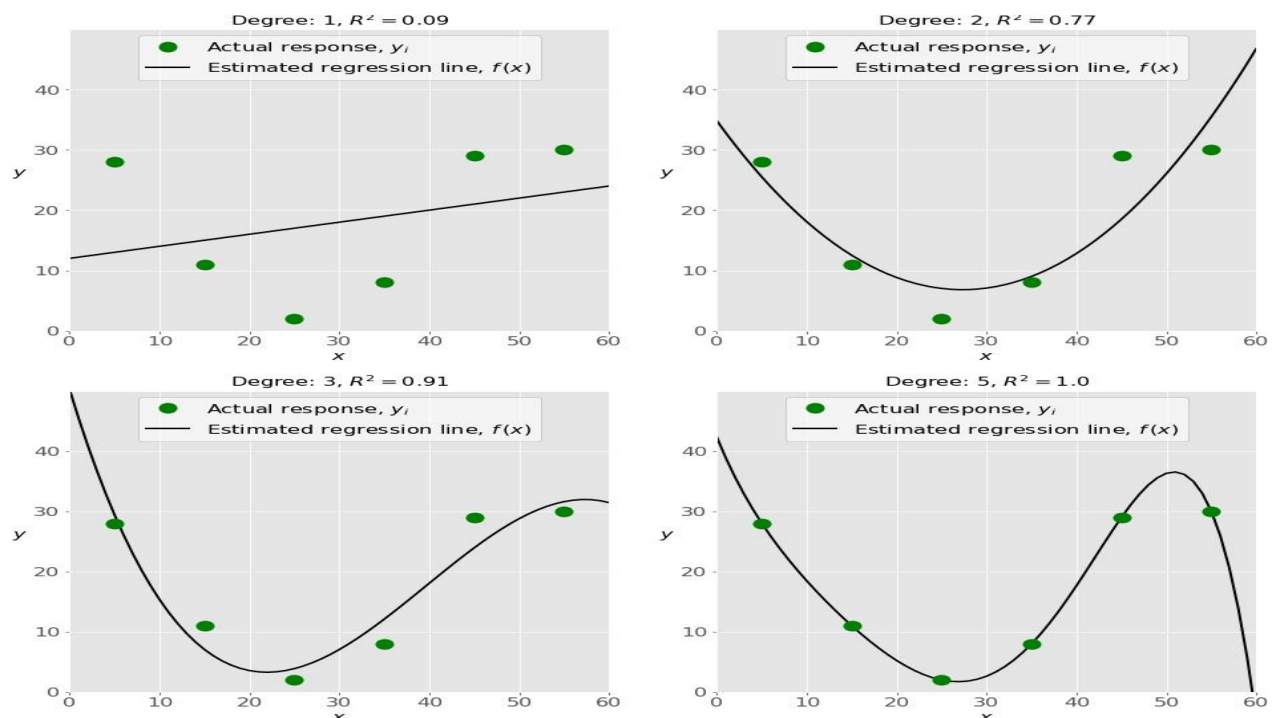 Degree: 1, R² = 0.09
Actual response, yᵢ
Estimated regression line, f(x)
40
30
y
20
10
0
0 10 20 30 40 50 60
x
Degree: 2, R² = 0.77
Actual response, yᵢ
Estimated regression line, f(x)
40
30
y
20
10
0
0 10 20 30 40 50 60
x
Degree: 3, R² = 0.91
Actual response, yᵢ
Estimated regression line, f(x)
40
30
y
20
10
0
0 10 20 30 40 50 60
x
Degree: 5, R² = 1.0
Actual response, yᵢ
Estimated regression line, f(x)
40
30
y
20
10
0
0 10 20 30 40 50 60
x